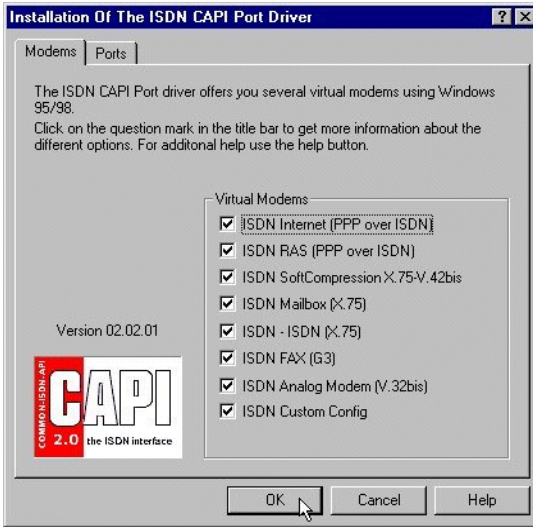 Installation Of The ISDN CAPI Port Driver
Modems
Ports
The ISDN CAPI Port driver offers you several virtual modems using Windows
95/98.
Click on the question mark in the title bar to get more information about the
different options. For additonal help use the help button.
Virtual Modems
ISDN Internet (PPP over ISDN)
ISDN RAS (PPP over ISDN)
ISDN SoftCompression X.75-V.42bis
ISDN Mailbox (X.75)
ISDN - ISDN (X.75)
ISDN FAX (G3)
ISDN Analog Modem (V.32bis)
ISDN Custom Config
Version 02.02.01
COMMON-ISDN-API
CAPI
2.0 the ISDN interface
OK
Cancel
Help